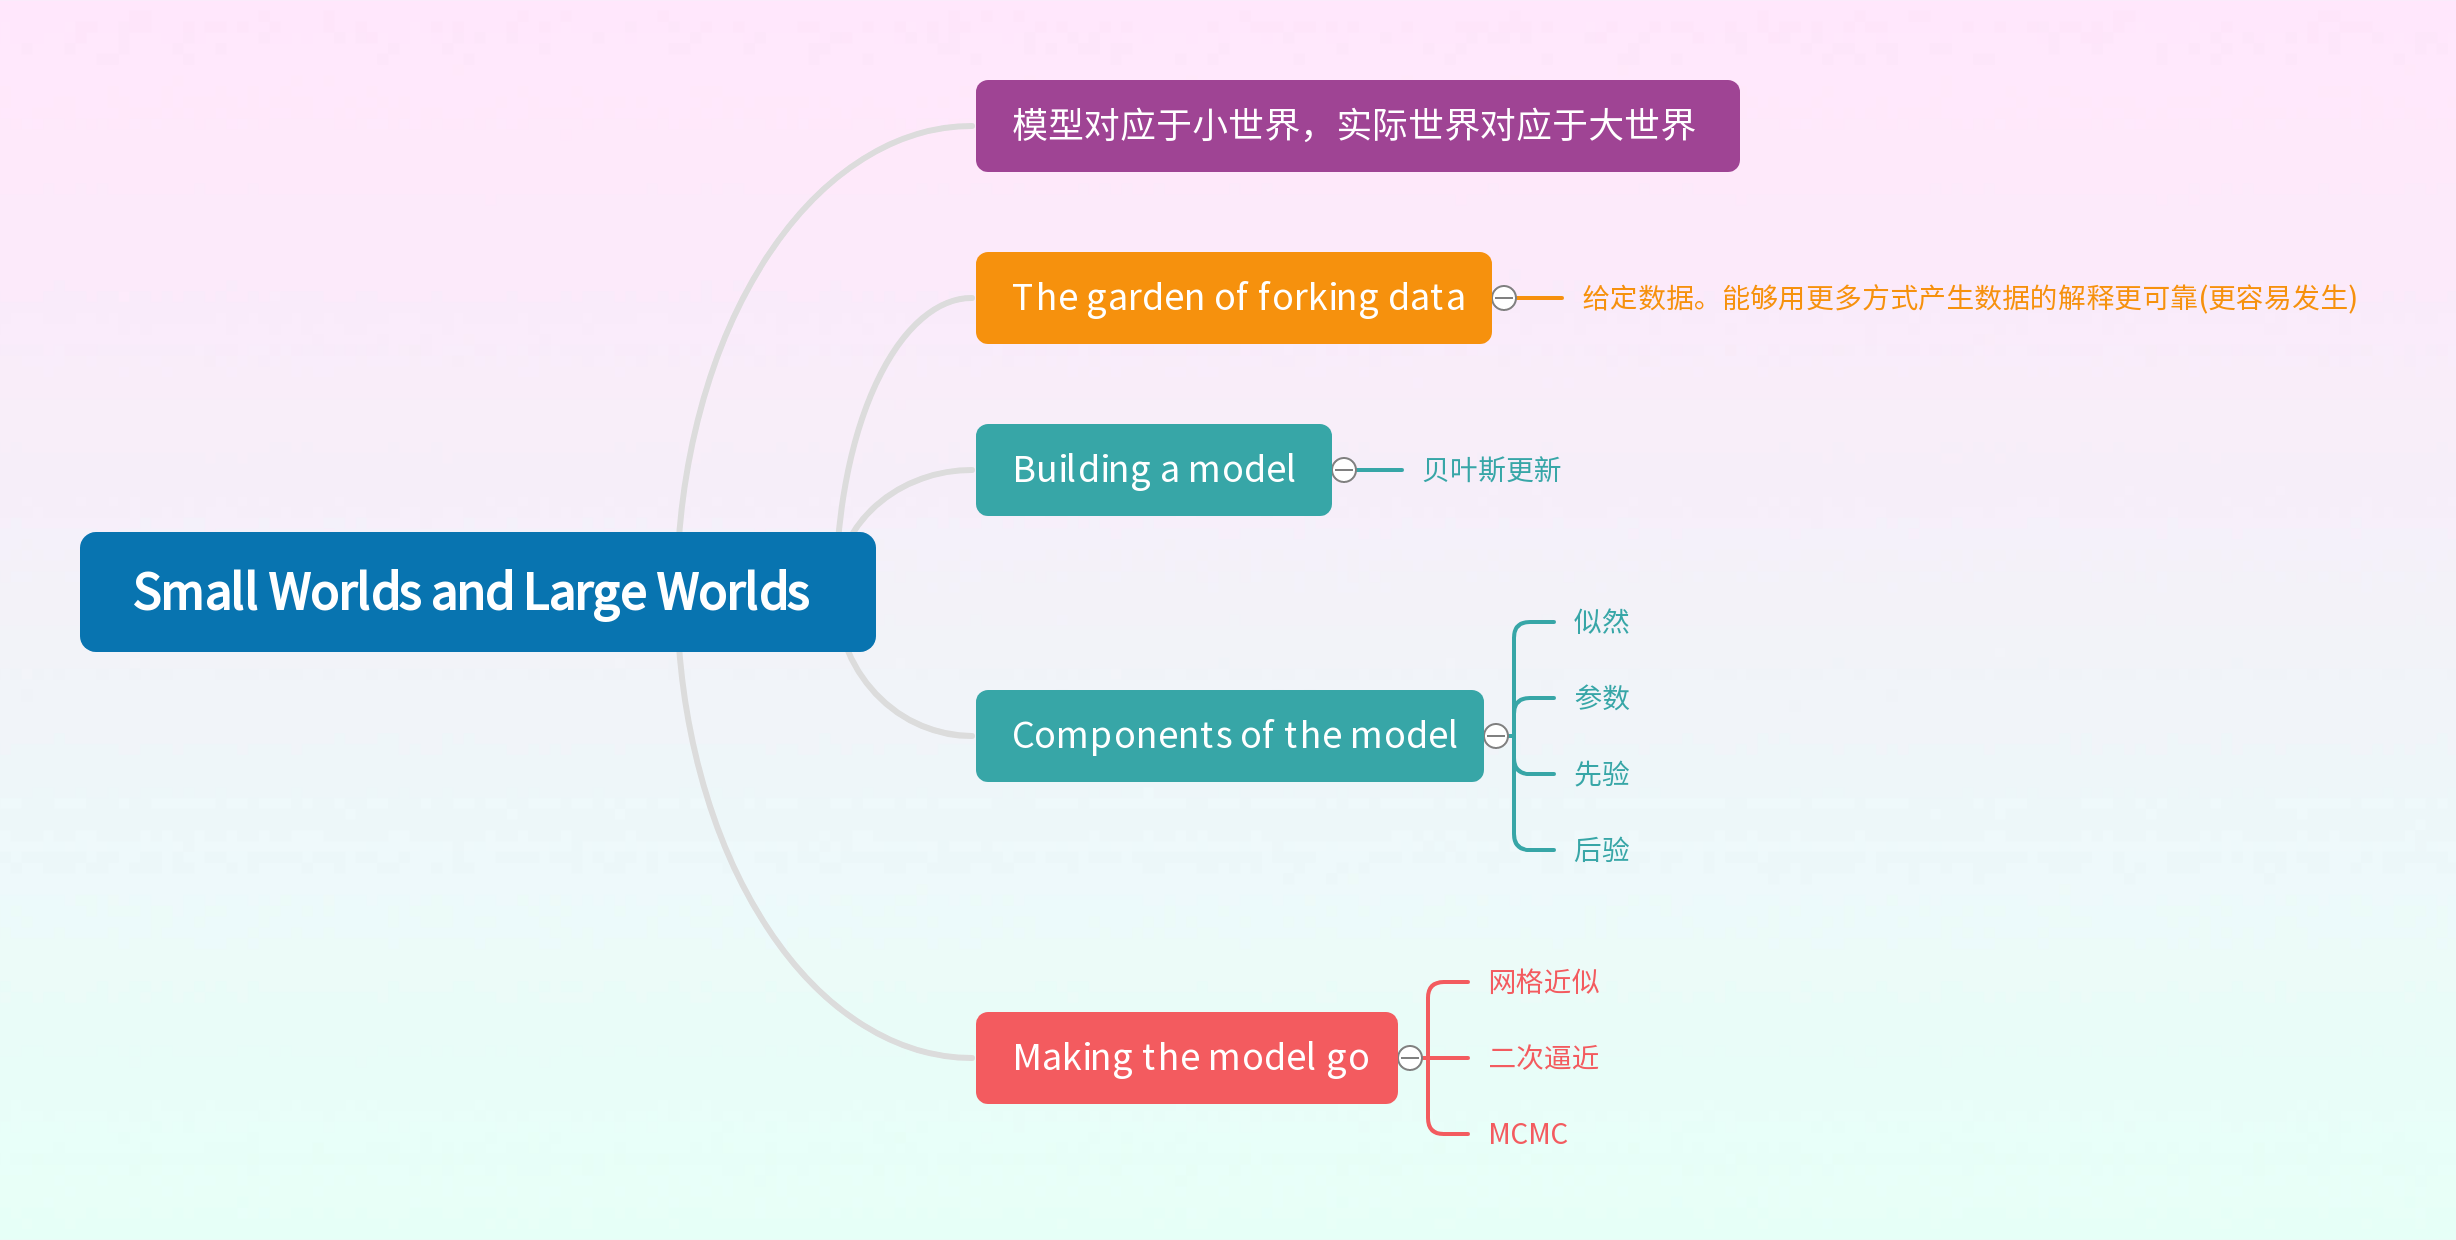 模型对应于小世界，实际世界对应于大世界
The garden of forking data
给定数据。能够用更多方式产生数据的解释更可靠(更容易发生)
Building a model
贝叶斯更新
Small Worlds and Large Worlds
Components of the model
似然
参数
先验
后验
Making the model go
网格近似
二次逼近
MCMC